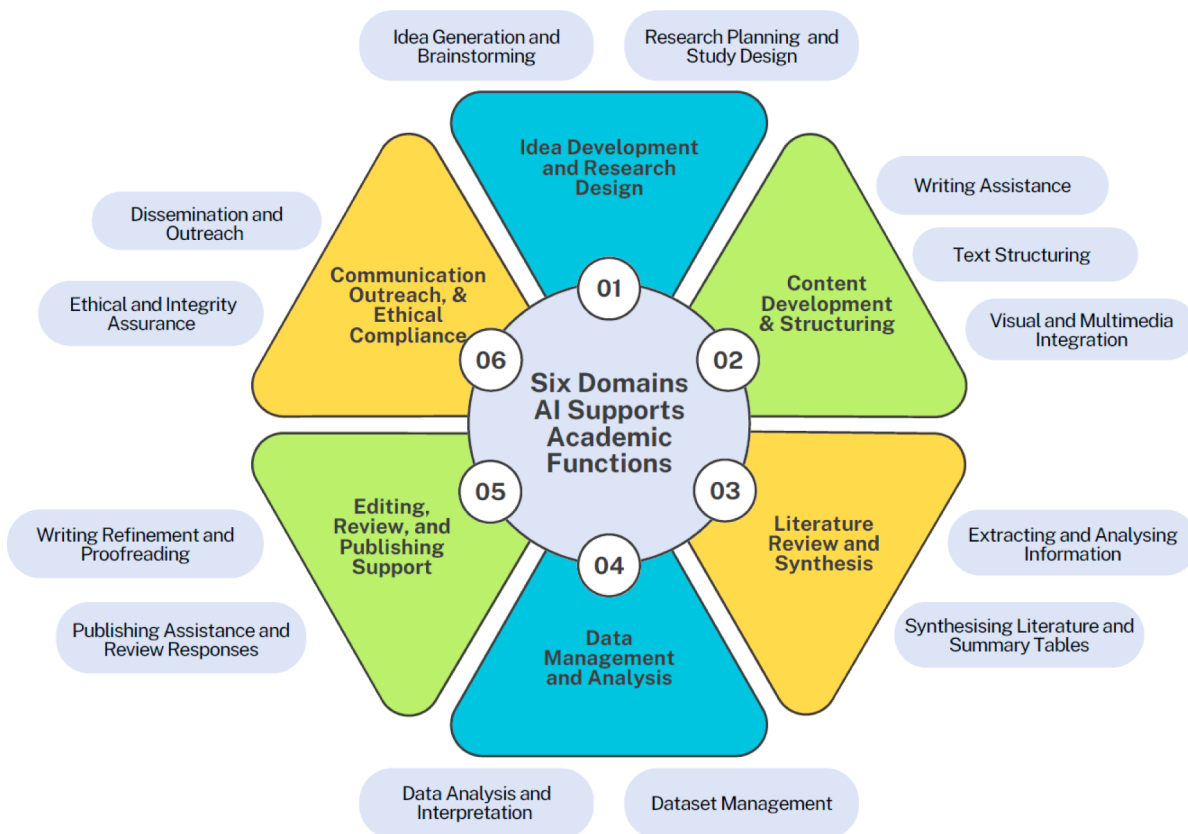 Idea Generation and
Brainstorming
Research Planning and
Study Design
Idea Development
and Research
Design
01
Writing Assistance
Text Structuring
Visual and Multimedia
Integration
Content
Development
& Structuring
02
Extracting and Analysing
Information
Synthesising Literature and
Summary Tables
Literature
Review and
Synthesis
03
Data
Management
and Analysis
04
Data Analysis and
Interpretation
Dataset Management
Editing,
Review, and
Publishing
Support
05
Writing Refinement and
Proofreading
Publishing Assistance and
Review Responses
Communication
Outreach, &
Ethical
Compliance
06
Dissemination and
Outreach
Ethical and Integrity
Assurance
Six Domains
AI Supports
Academic
Functions